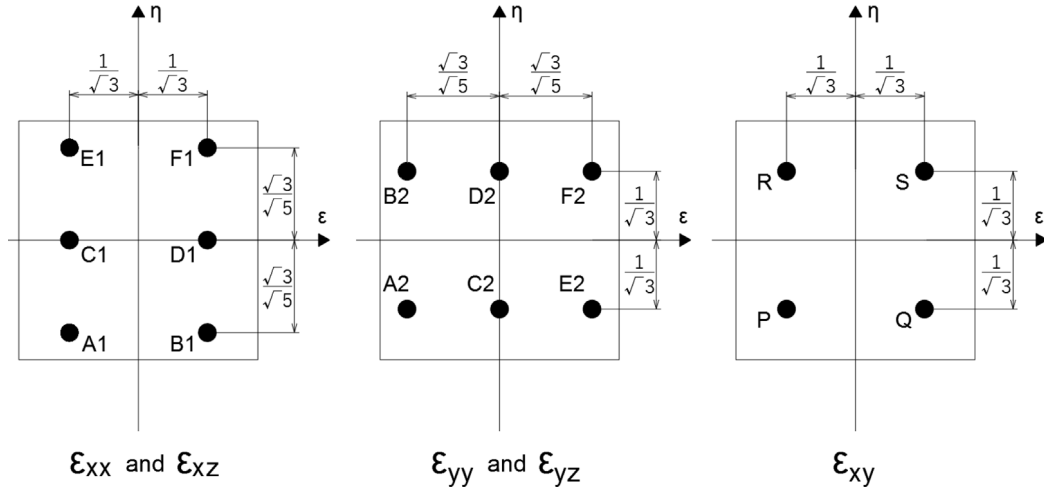 η
1/√3 1/√3
E1 F1
√3/√5
ε
C1 D1
√3/√5
A1 B1
εxx and εxz
η
√3/√5 √3/√5
B2 D2 F2
1/√3
ε
A2 C2 E2
1/√3
εyy and εyz
η
1/√3 1/√3
R S
1/√3
ε
P Q
1/√3
εxy